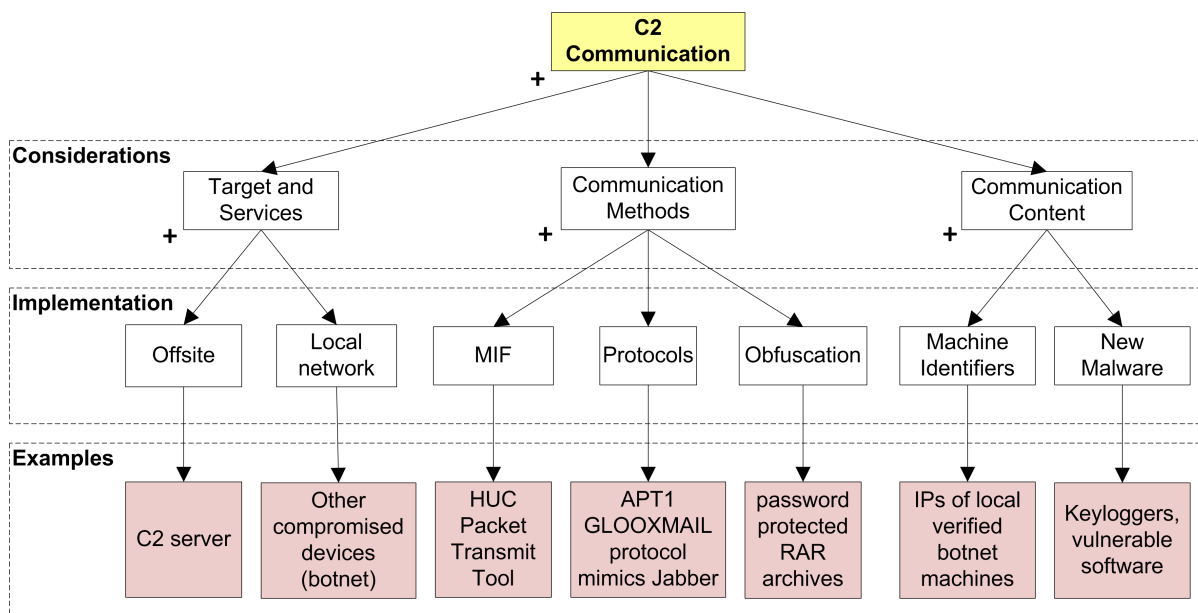 C2
Communication
+
Considerations
Target and
Services
+
Communication
Methods
+
Communication
Content
+
Implementation
Offsite
Local
network
MIF
Protocols
Obfuscation
Machine
Identifiers
New
Malware
Examples
C2 server
Other
compromised
devices
(botnet)
HUC
Packet
Transmit
Tool
APT1
GLOOXMAIL
protocol
mimics Jabber
password
protected
RAR
archives
IPs of local
verified
botnet
machines
Keyloggers,
vulnerable
software